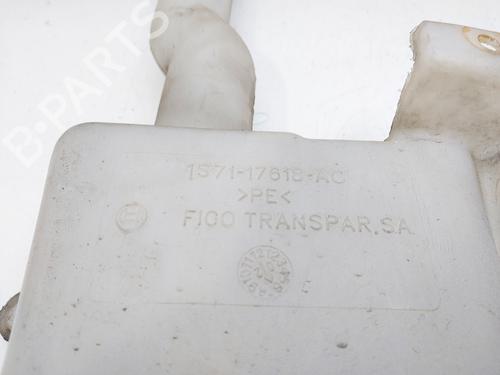 B-PARTS
1S71-17618-AC
>PE<
FICO TRANSPAR,SA
E